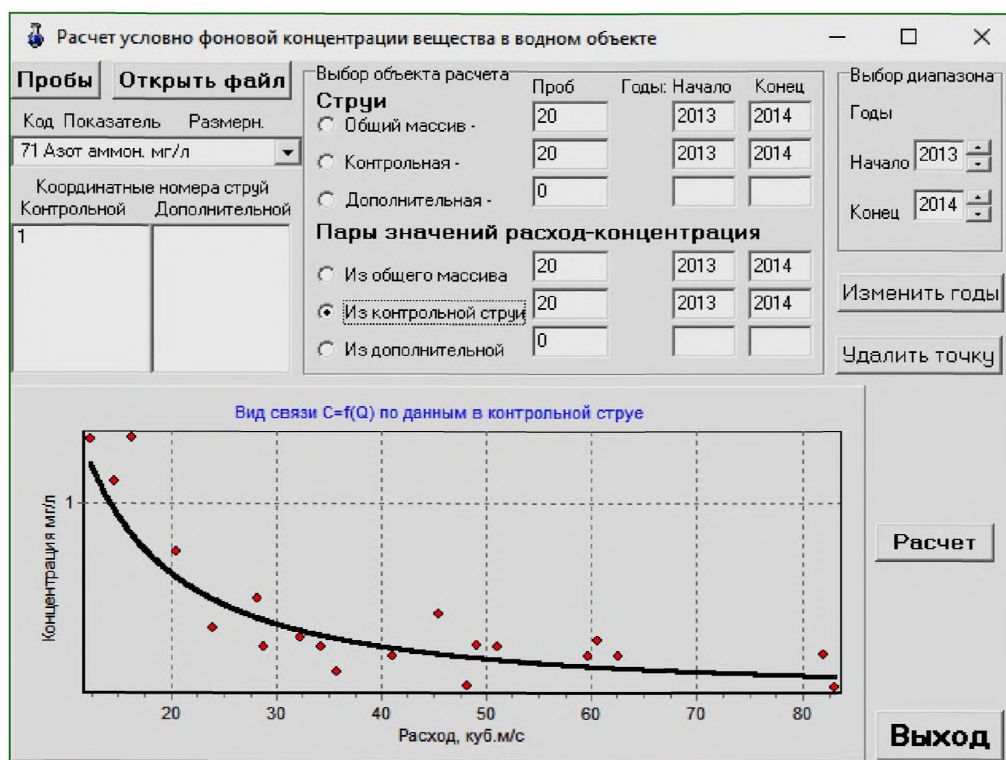 Расчет условно фоновой концентрации вещества в водном объекте
Пробы Открыть файл
Код Показатель Размерн.
71 Азот аммон. мг/л
Координатные номера струй
Контрольной Дополнительной
1
Выбор объекта расчета
Проб Годы: Начало Конец
Струи
Общий массив - 20 2013 2014
Контрольная - 20 2013 2014
Дополнительная - 0
Пары значений расход-концентрация
Из общего массива 20 2013 2014
Из контрольной струи 20 2013 2014
Из дополнительной 0
Выбор диапазона
Годы
Начало 2013
Конец 2014
Изменить годы
Удалить точку
Вид связи C=f(Q) по данным в контрольной струе
Концентрация мг/л
1
20 30 40 50 60 70 80
Расход, куб.м/с
Расчет
Выход